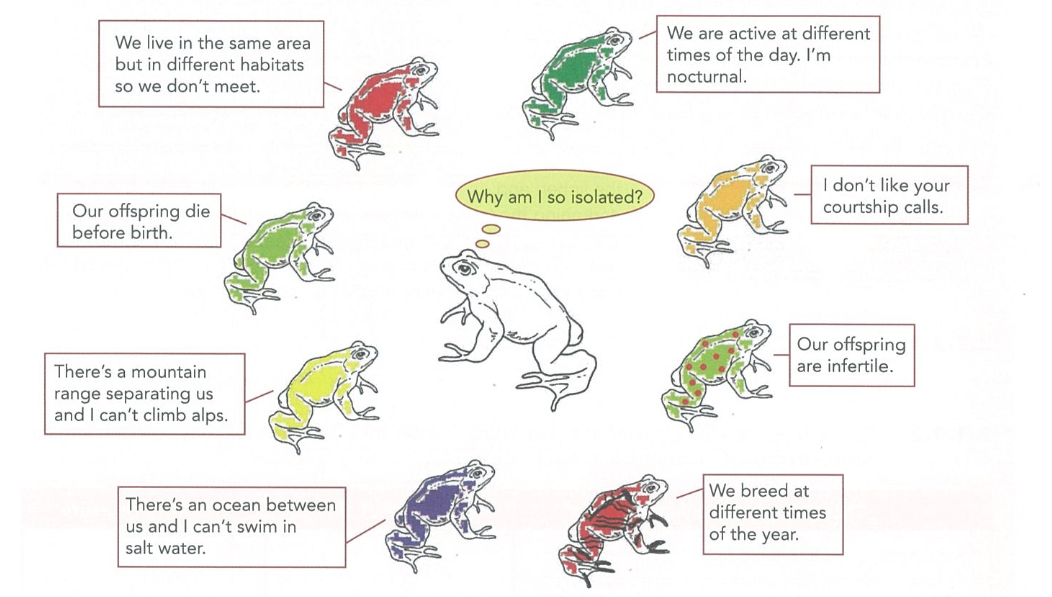 We live in the same area
but in different habitats
so we don't meet.
We are active at different
times of the day. I'm
nocturnal.
Why am I so isolated?
I don't like your
courtship calls.
Our offspring die
before birth.
Our offspring
are infertile.
There's a mountain
range separating us
and I can't climb alps.
There's an ocean between
us and I can't swim in
salt water.
We breed at
different times
of the year.